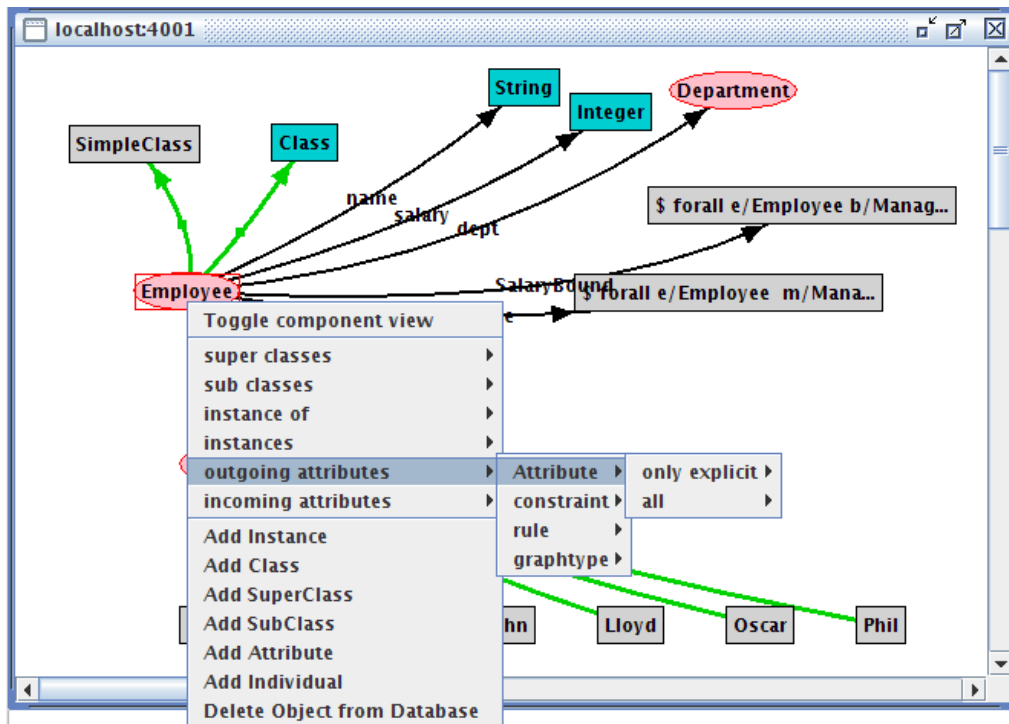 localhost:4001
String
Department
Integer
SimpleClass
Class
name
salary
dept
$ forall e/Employee b/Manag...
Employee
SalaryBound
$ forall e/Employee  m/Mana...
e
Toggle component view
super classes
sub classes
instance of
instances
outgoing attributes
incoming attributes
Attribute
constraint
rule
graphtype
only explicit
all
Add Instance
Add Class
Add SuperClass
Add SubClass
Add Attribute
Add Individual
Delete Object from Database
hn
Lloyd
Oscar
Phil